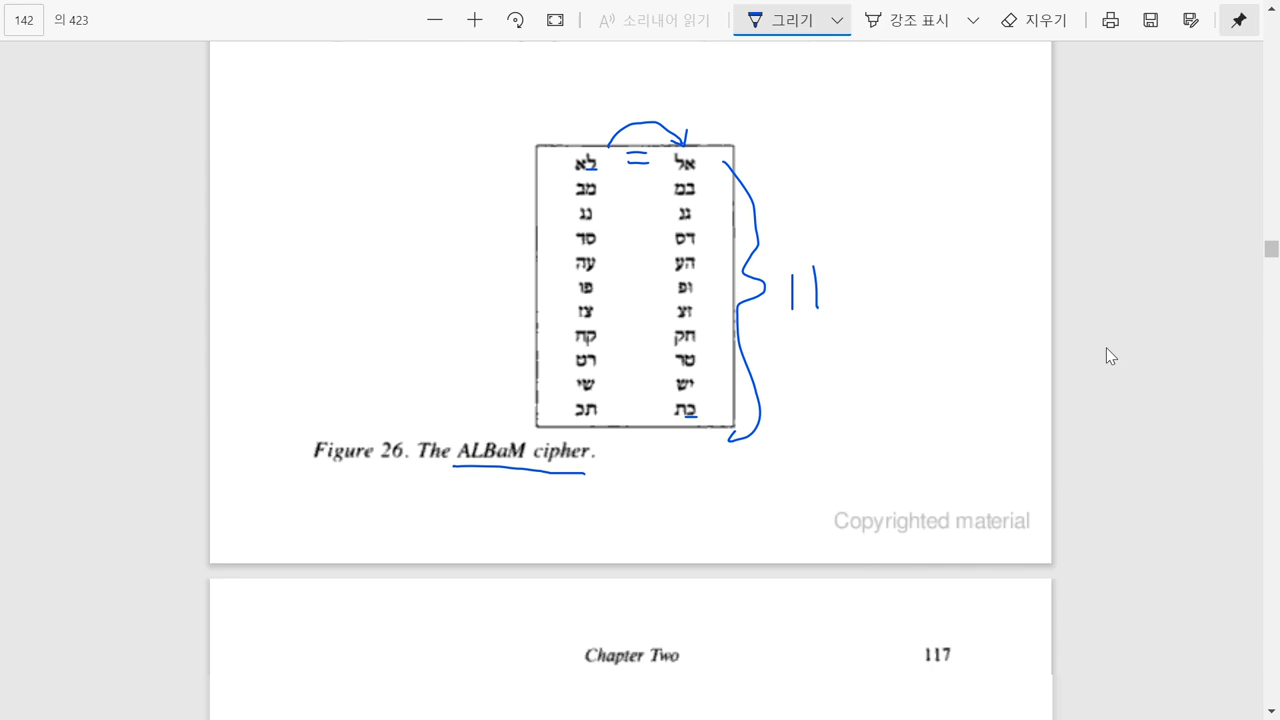 142 의 423 소리내어 읽기 그리기 강조 표시 지우기
אל = לא
במ מב
גנ נג
דס סד
הע עה
ופ פו
זצ צז
חק קח
טר רט
יש שי
כת תכ
11
Figure 26. The ALBaM cipher.
Copyrighted material
Chapter Two 117